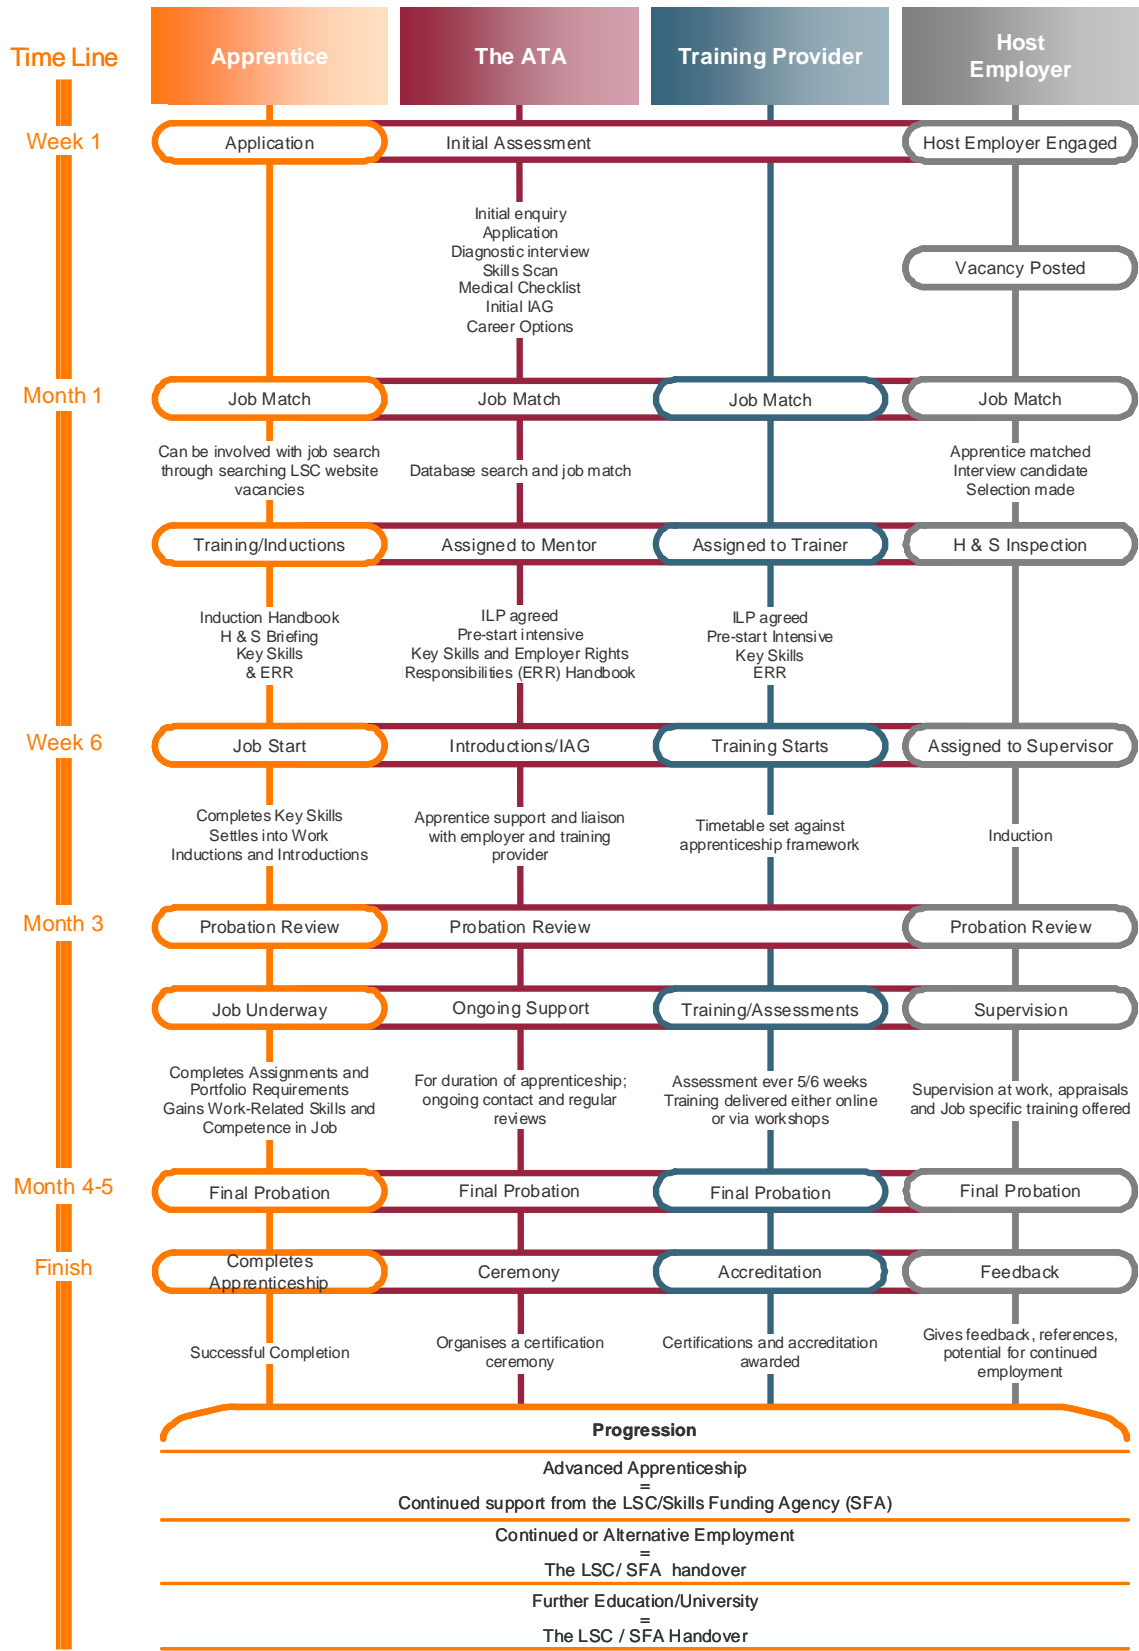 Time Line
Apprentice
The ATA
Training Provider
Host
Employer
Week 1
Application
Initial Assessment
Host Employer Engaged
Initial enquiry
Application
Diagnostic interview
Skills Scan
Medical Checklist
Initial IAG
Career Options
Vacancy Posted
Month 1
Job Match
Job Match
Job Match
Job Match
Can be involved with job search
through searching LSC website
vacancies
Database search and job match
Apprentice matched
Interview candidate
Selection made
Training/Inductions
Assigned to Mentor
Assigned to Trainer
H & S Inspection
Induction Handbook
H & S Briefing
Key Skills
& ERR
ILP agreed
Pre-start intensive
Key Skills and Employer Rights
Responsibilities (ERR) Handbook
ILP agreed
Pre-start Intensive
Key Skills
ERR
Week 6
Job Start
Introductions/IAG
Training Starts
Assigned to Supervisor
Completes Key Skills
Settles into Work
Inductions and Introductions
Apprentice support and liaison
with employer and training
provider
Timetable set against
apprenticeship framework
Induction
Month 3
Probation Review
Probation Review
Probation Review
Job Underway
Ongoing Support
Training/Assessments
Supervision
Completes Assignments and
Portfolio Requirements
Gains Work-Related Skills and
Competence in Job
For duration of apprenticeship;
ongoing contact and regular
reviews
Assessment ever 5/6 weeks
Training delivered either online
or via workshops
Supervision at work, appraisals
and Job specific training offered
Month 4-5
Final Probation
Final Probation
Final Probation
Final Probation
Finish
Completes
Apprenticeship
Ceremony
Accreditation
Feedback
Successful Completion
Organises a certification
ceremony
Certifications and accreditation
awarded
Gives feedback, references,
potential for continued
employment
Progression
Advanced Apprenticeship
=
Continued support from the LSC/Skills Funding Agency (SFA)
Continued or Alternative Employment
=
The LSC/ SFA handover
Further Education/University
=
The LSC / SFA Handover